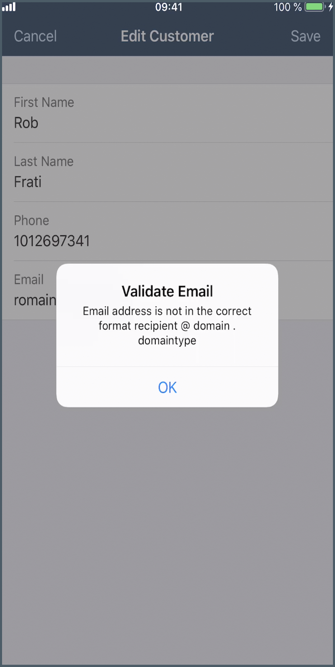 09:41
100 %
Cancel Edit Customer Save
First Name
Rob
Last Name
Frati
Phone
1012697341
Email
romain
Validate Email
Email address is not in the correct
format recipient @ domain .
domaintype
OK